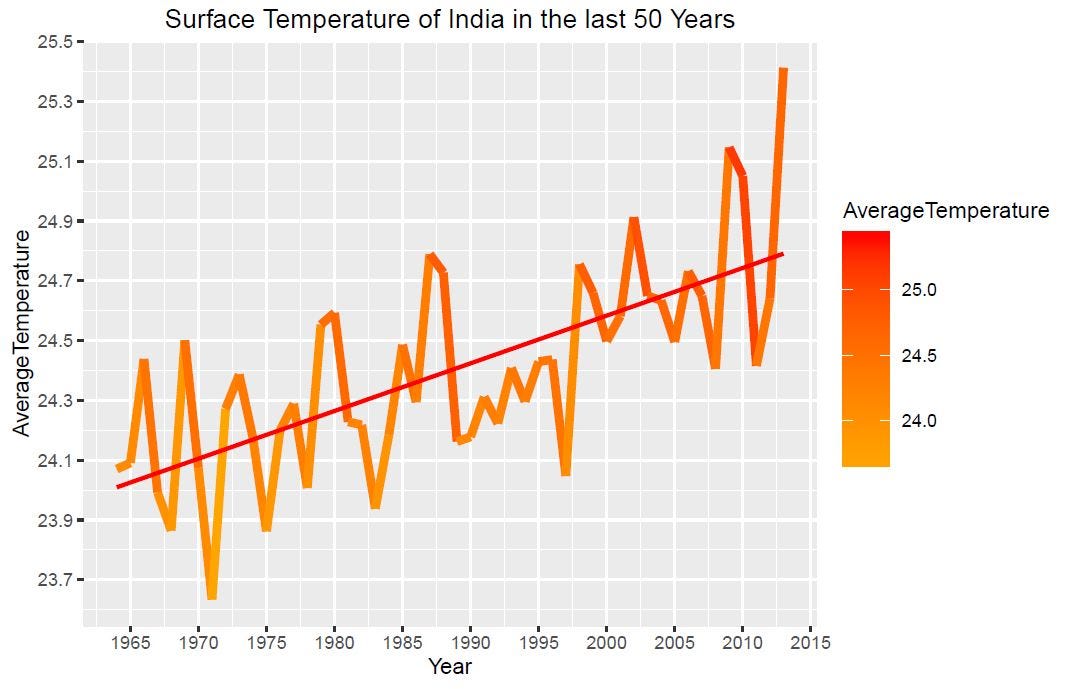 Surface Temperature of India in the last 50 Years
AverageTemperature
25.5
25.3
25.1
24.9
24.7
24.5
24.3
24.1
23.9
23.7
1965 1970 1975 1980 1985 1990 1995 2000 2005 2010 2015
Year
AverageTemperature
25.0
24.5
24.0